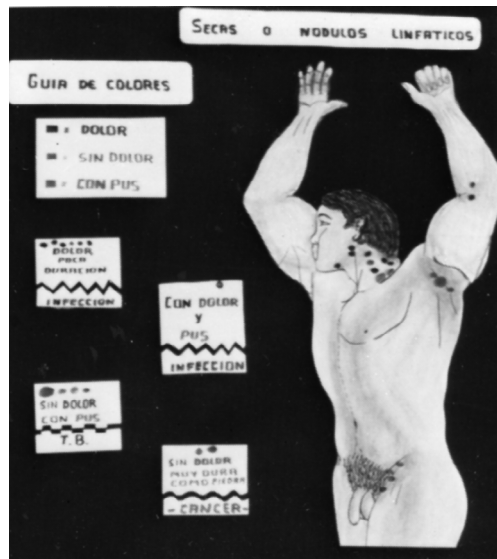 SECAS O NODULOS LINFATICOS
GUIA DE COLORES
= DOLOR
= SIN DOLOR
= CON PUS
DOLOR
POCA
DURACION
INFECCION
CON DOLOR
Y
PUS
INFECCION
SIN DOLOR
CON PUS
T.B.
SIN DOLOR
MUY DURA
COMO PIEDRA
-CANCER-